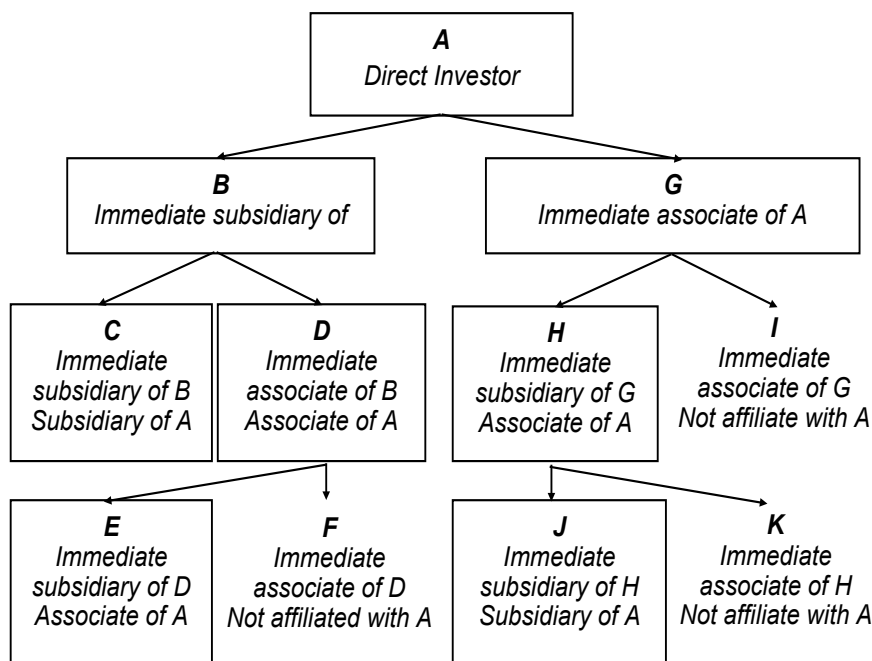 A
Direct Investor
B
Immediate subsidiary of
G
Immediate associate of A
C
Immediate
subsidiary of B
Subsidiary of A
D
Immediate
associate of B
Associate of A
H
Immediate
subsidiary of G
Associate of A
I
Immediate
associate of G
Not affiliate with A
E
Immediate
subsidiary of D
Associate of A
F
Immediate
associate of D
Not affiliated with A
J
Immediate
subsidiary of H
Subsidiary of A
K
Immediate
associate of H
Not affiliate with A